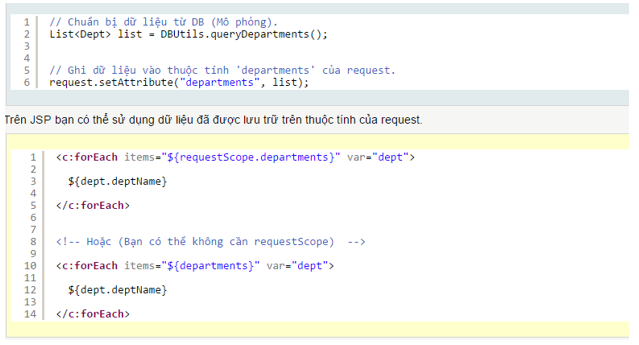 1 // Chuẩn bị dữ liệu từ DB (Mô phỏng).
2 List<Dept> list = DBUtils.queryDepartments();
3
4
5 // Ghi dữ liệu vào thuộc tính 'departments' của request.
6 request.setAttribute("departments", list);
Trên JSP bạn có thể sử dụng dữ liệu đã được lưu trữ trên thuộc tính của request.
1 <c:forEach items="${requestScope.departments}" var="dept">
2
3 ${dept.deptName}
4
5 </c:forEach>
6
7
8 <!-- Hoặc (Bạn có thể không cần requestScope)  -->
9
10 <c:forEach items="${departments}" var="dept">
11
12 ${dept.deptName}
13
14 </c:forEach>